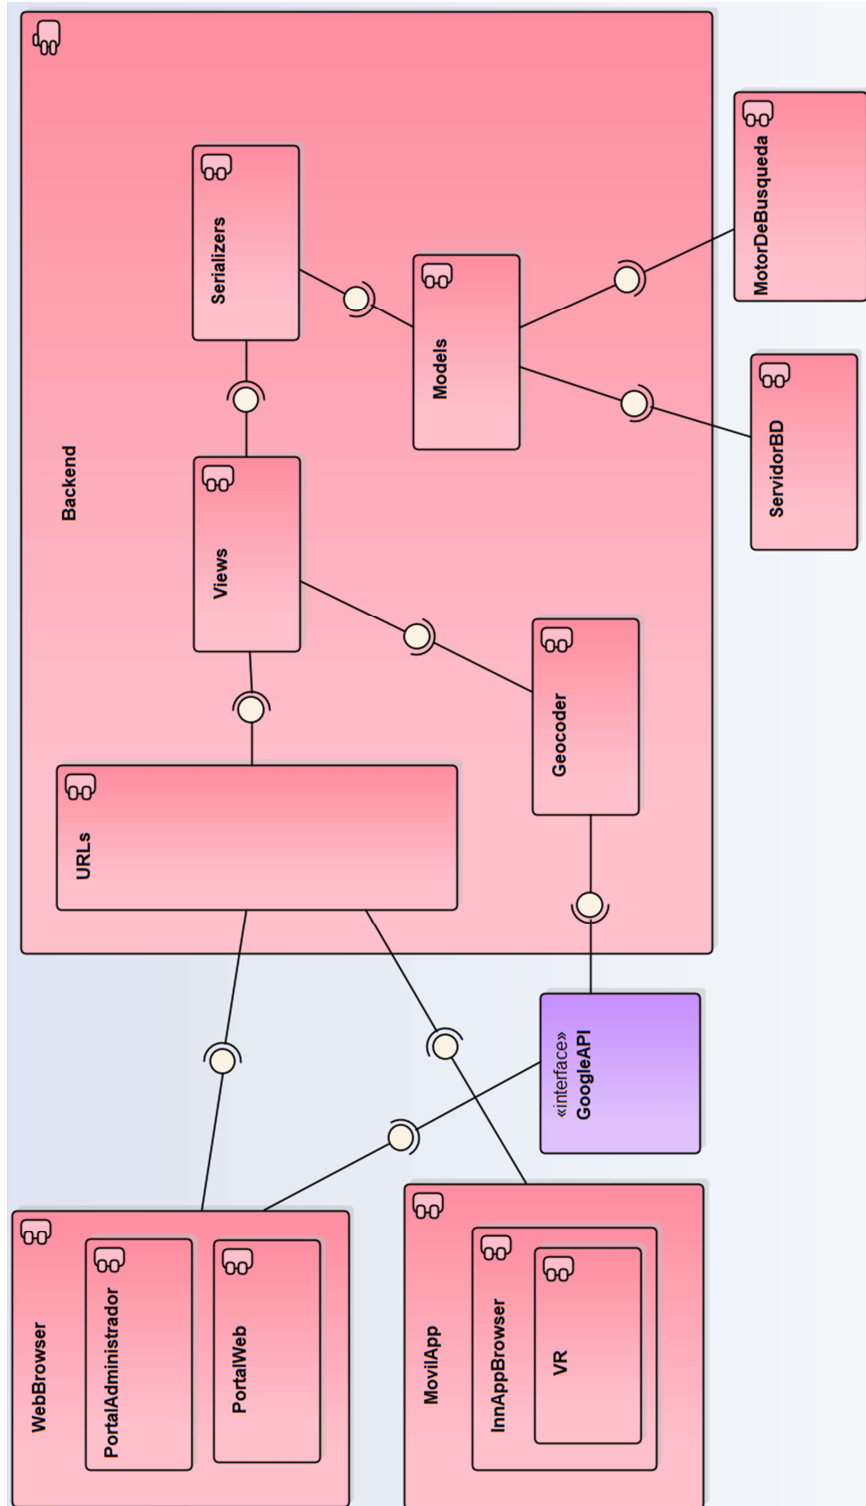 WebBrowser
PortalAdministrador
PortalWeb
MovilApp
InnAppBrowser
VR
«interface»
GoogleAPI
Backend
URLs
Views
Serializers
Geocoder
Models
ServidorBD
MotorDeBusqueda